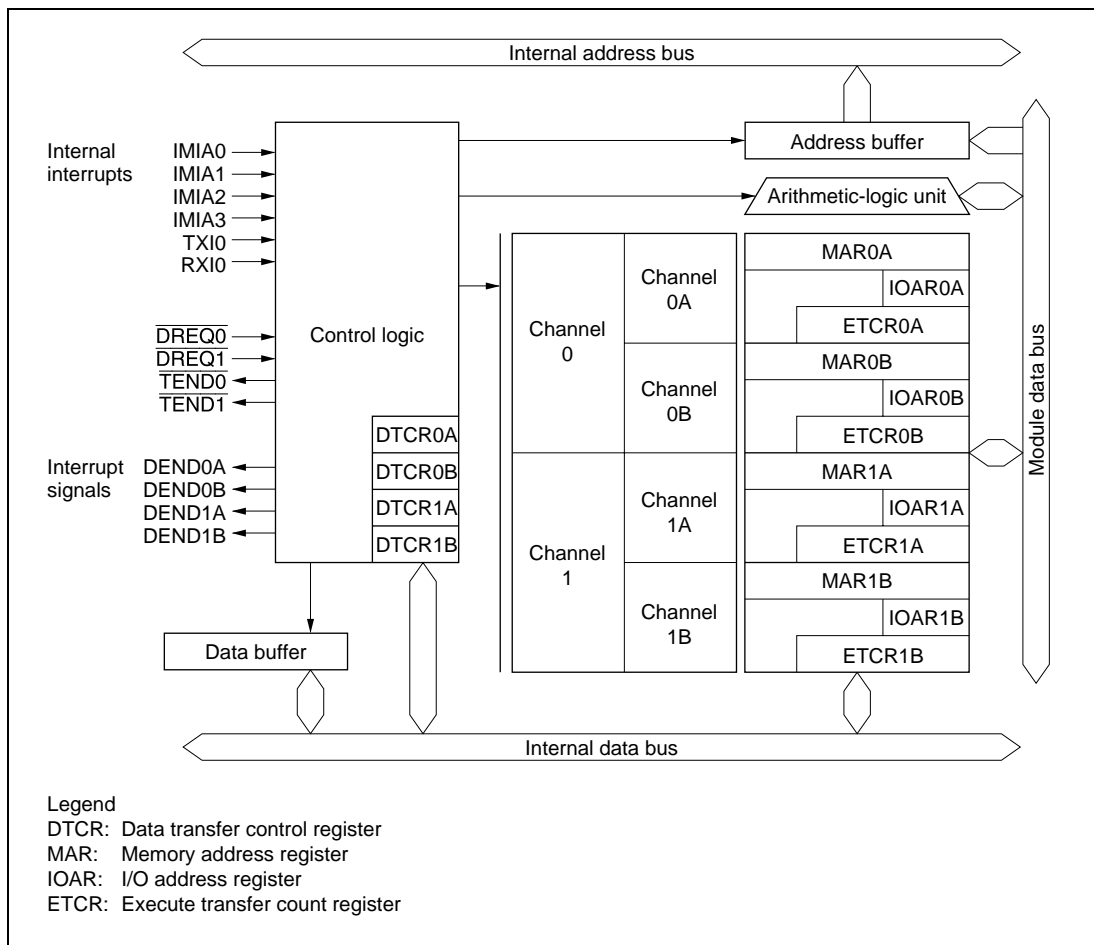 Internal address bus
Internal
interrupts
IMIA0
IMIA1
IMIA2
IMIA3
TXI0
RXI0
DREQ0
DREQ1
TEND0
TEND1
Interrupt
signals
DEND0A
DEND0B
DEND1A
DEND1B
Control logic
DTCR0A
DTCR0B
DTCR1A
DTCR1B
Data buffer
Address buffer
Arithmetic-logic unit
Channel
0
Channel
0A
Channel
0B
Channel
1
Channel
1A
Channel
1B
MAR0A
IOAR0A
ETCR0A
MAR0B
IOAR0B
ETCR0B
MAR1A
IOAR1A
ETCR1A
MAR1B
IOAR1B
ETCR1B
Module data bus
Internal data bus
Legend
DTCR: Data transfer control register
MAR: Memory address register
IOAR: I/O address register
ETCR: Execute transfer count register